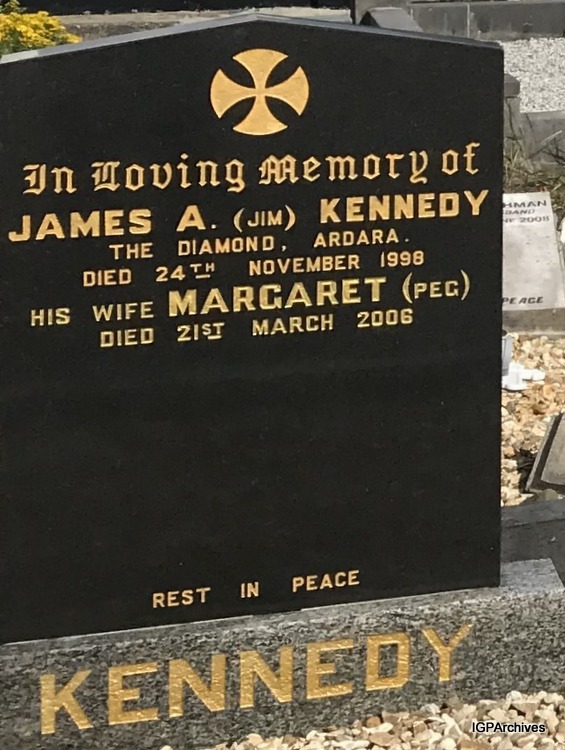 In Loving Memory of
JAMES A. (JIM) KENNEDY
THE DIAMOND, ARDARA.
DIED 24TH NOVEMBER 1998
HIS WIFE MARGARET (PEG)
DIED 21ST MARCH 2006
REST IN PEACE
KENNEDY
PEACE
IGPArchives